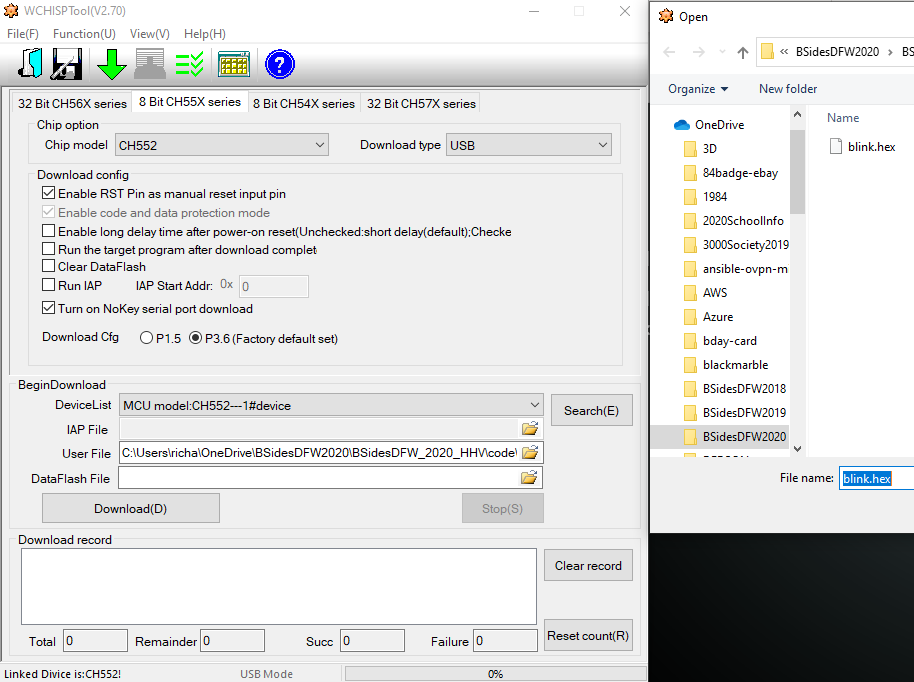 WCHISPTool(V2.70)
File(F) Function(U) View(V) Help(H)
32 Bit CH56X series 8 Bit CH55X series 8 Bit CH54X series 32 Bit CH57X series
Chip option
Chip model CH552 Download type USB
Download config
Enable RST Pin as manual reset input pin
Enable code and data protection mode
Enable long delay time after power-on reset(Unchecked:short delay(default);Checke
Run the target program after download complet
Clear DataFlash
Run IAP IAP Start Addr: 0x 0
Turn on NoKey serial port download
Download Cfg P1.5 P3.6 (Factory default set)
BeginDownload
DeviceList MCU model:CH552---1#device Search(E)
IAP File
User File C:\Users\richa\OneDrive\BSidesDFW2020\BSidesDFW_2020_HHV\code\
DataFlash File
Download(D) Stop(S)
Download record
Clear record
Total 0 Remainder 0 Succ 0 Failure 0 Reset count(R)
Linked Divice is:CH552! USB Mode 0%
Open
« BSidesDFW2020 › BS
Organize New folder
Name
OneDrive
3D
84badge-ebay
1984
2020SchoolInfo
3000Society2019
ansible-ovpn-m
AWS
Azure
bday-card
blackmarble
BSidesDFW2018
BSidesDFW2019
BSidesDFW2020
blink.hex
File name: blink.hex